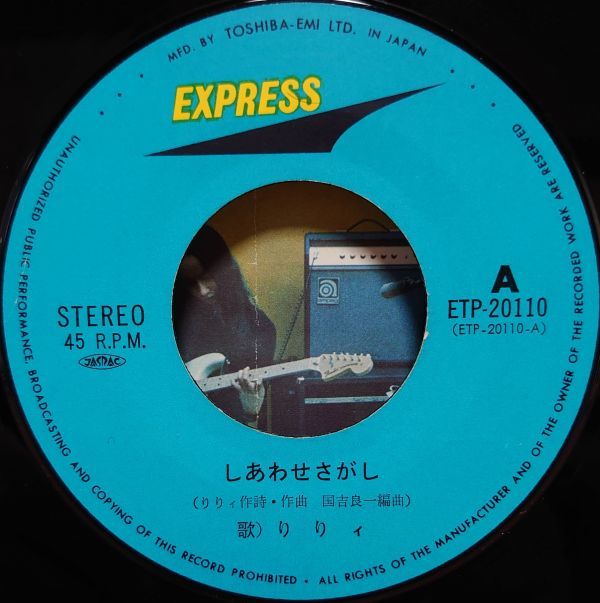 MFD. BY TOSHIBA-EMI LTD. IN JAPAN
EXPRESS
STEREO
45 R.P.M.
JASRAC
A
ETP-20110
(ETP-20110-A)
Ampeg
しあわせさがし
(りりィ作詩・作曲 国吉良一編曲)
歌) りりィ
UNAUTHORIZED PUBLIC PERFORMANCE, BROADCASTING AND COPYING OF THIS RECORD PROHIBITED • ALL RIGHTS OF THE MANUFACTURER AND OF THE OWNER OF THE RECORDED WORK ARE RESERVED